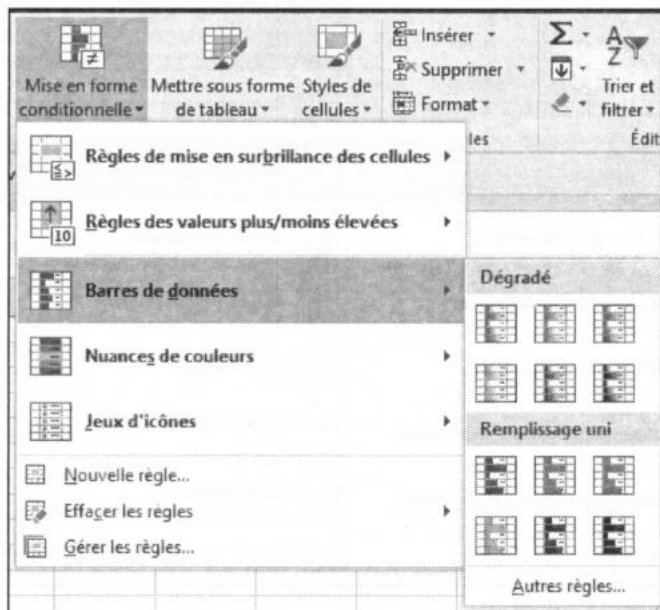 Mise en forme
conditionnelle
Mettre sous forme
de tableau
Styles de
cellules
Insérer
Supprimer
Format
Σ
A
Z
Trier et
filtrer
les
Édit
Règles de mise en surbrillance des cellules
10
Règles des valeurs plus/moins élevées
Barres de données
Nuances de couleurs
Jeux d'icônes
Nouvelle règle...
Effacer les règles
Gérer les règles...
Dégradé
Remplissage uni
Autres règles...